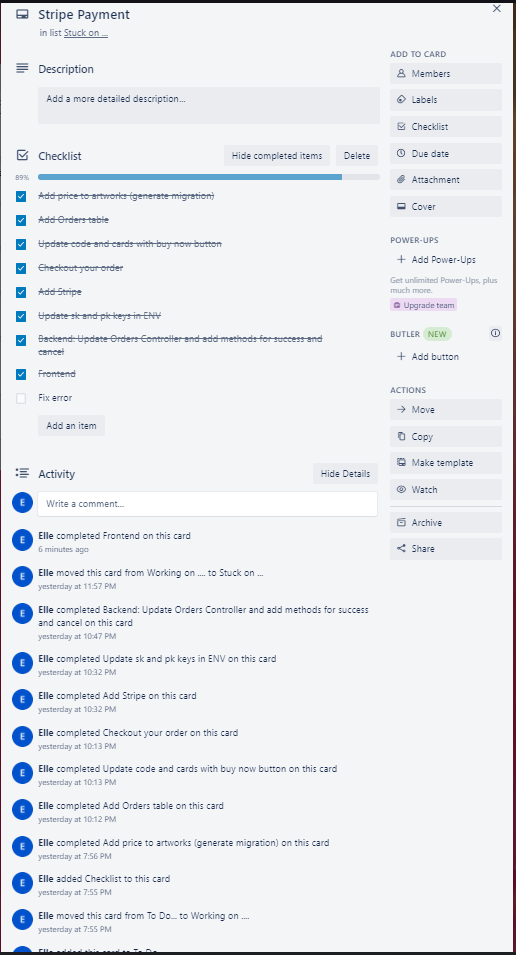 Stripe Payment
in list Stuck on ...
Description
Add a more detailed description...
Checklist
Hide completed items
Delete
89%
Add price to artworks (generate migration)
Add Orders table
Update code and cards with buy now button
Checkout your order
Add Stripe
Update sk and pk keys in ENV
Backend: Update Orders Controller and add methods for success and
cancel
Frontend
Fix error
Add an item
Activity
Hide Details
E
Write a comment...
E
Elle completed Frontend on this card
6 minutes ago
E
Elle moved this card from Working on .... to Stuck on ...
yesterday at 11:57 PM
E
Elle completed Backend: Update Orders Controller and add methods for success
and cancel on this card
yesterday at 10:47 PM
E
Elle completed Update sk and pk keys in ENV on this card
yesterday at 10:32 PM
E
Elle completed Add Stripe on this card
yesterday at 10:32 PM
E
Elle completed Checkout your order on this card
yesterday at 10:13 PM
E
Elle completed Update code and cards with buy now button on this card
yesterday at 10:13 PM
E
Elle completed Add Orders table on this card
yesterday at 10:12 PM
E
Elle completed Add price to artworks (generate migration) on this card
yesterday at 7:56 PM
E
Elle added Checklist to this card
yesterday at 7:55 PM
E
Elle moved this card from To Do... to Working on ....
yesterday at 7:55 PM
Elle added this card to To Do...
ADD TO CARD
Members
Labels
Checklist
Due date
Attachment
Cover
POWER-UPS
Add Power-Ups
Get unlimited Power-Ups, plus
much more.
Upgrade team
BUTLER NEW
Add button
ACTIONS
Move
Copy
Make template
Watch
Archive
Share